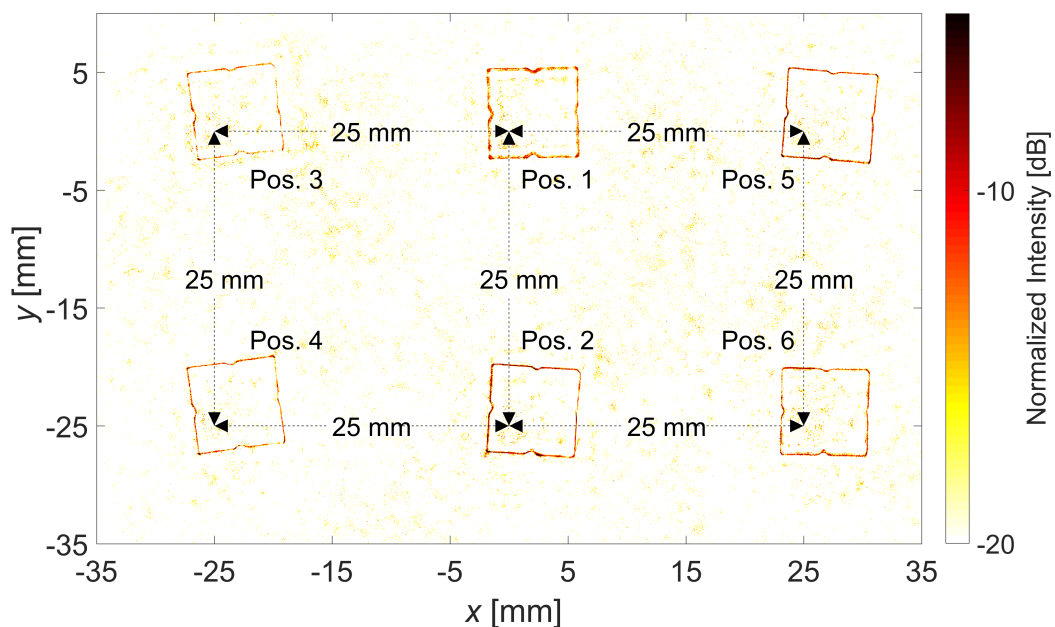 5
-5
-15
-25
-35
y [mm]
-35
-25
-15
-5
5
15
25
35
x [mm]
25 mm
25 mm
Pos. 3
Pos. 1
Pos. 5
25 mm
25 mm
25 mm
Pos. 4
Pos. 2
Pos. 6
25 mm
25 mm
-10
-20
Normalized Intensity [dB]